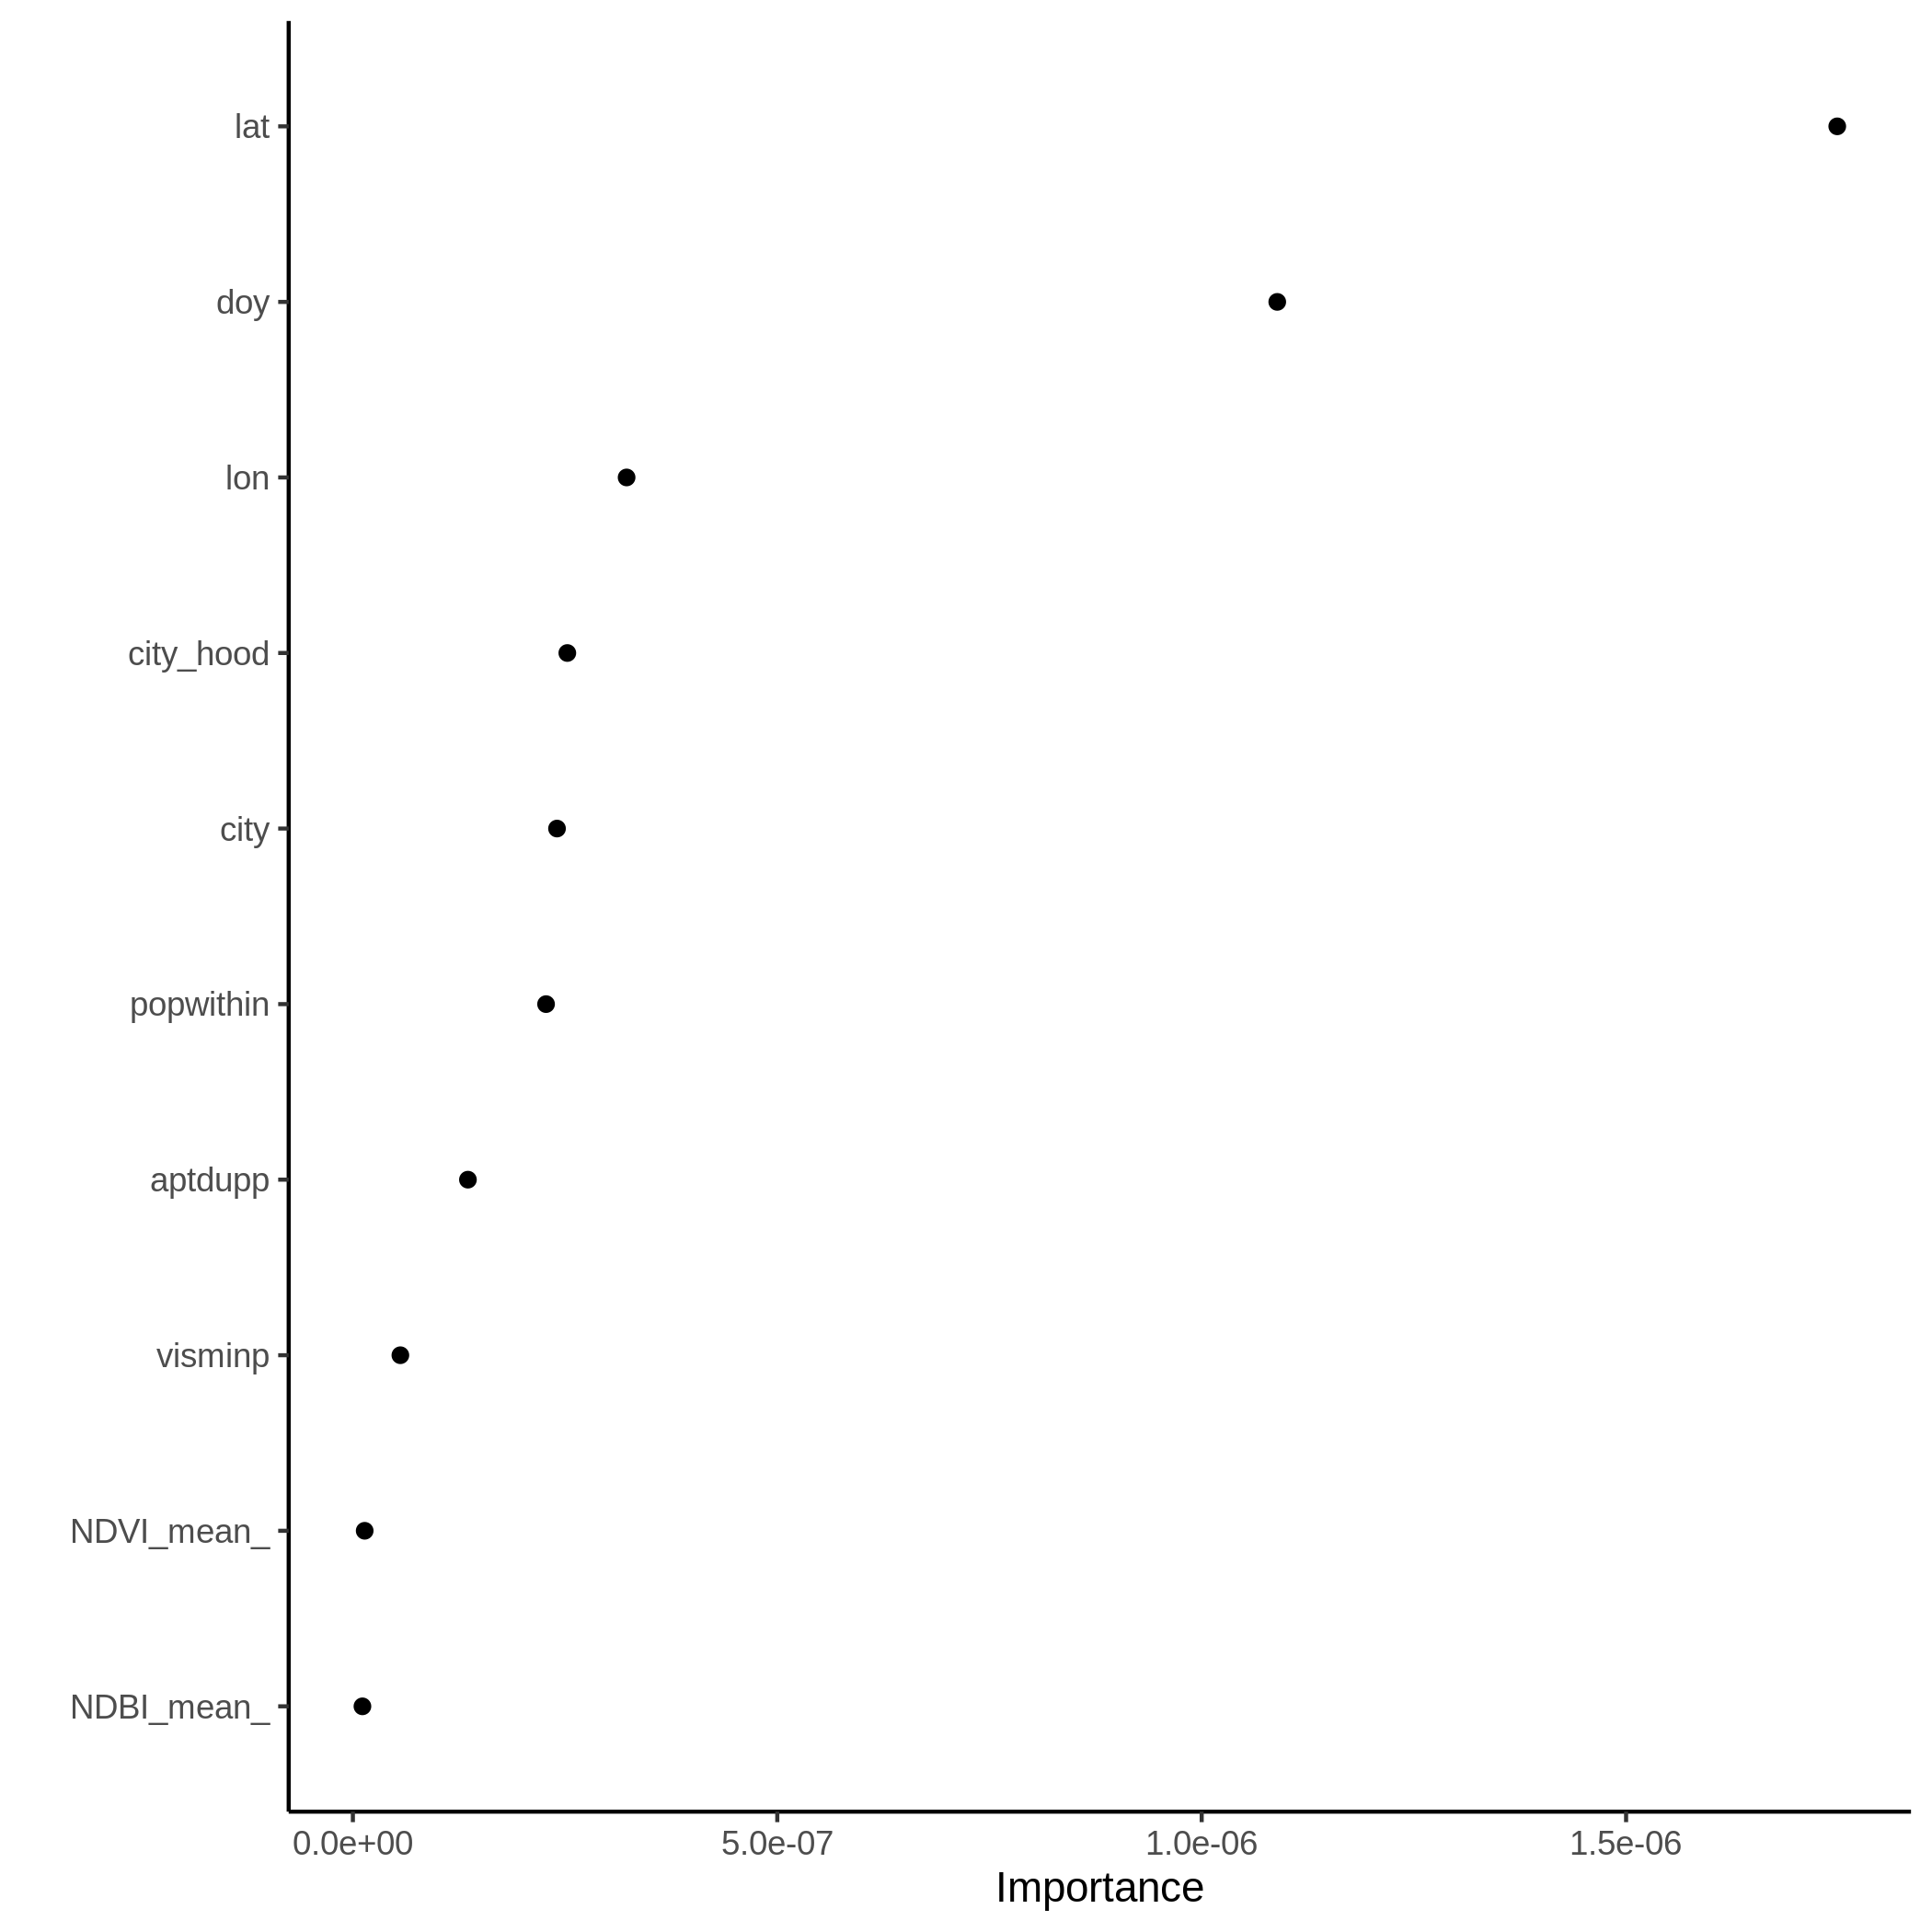 lat
doy
lon
city_hood
city
popwithin
aptdupp
visminp
NDVI_mean_
NDBI_mean_
0.0e+00 5.0e-07 1.0e-06 1.5e-06
Importance